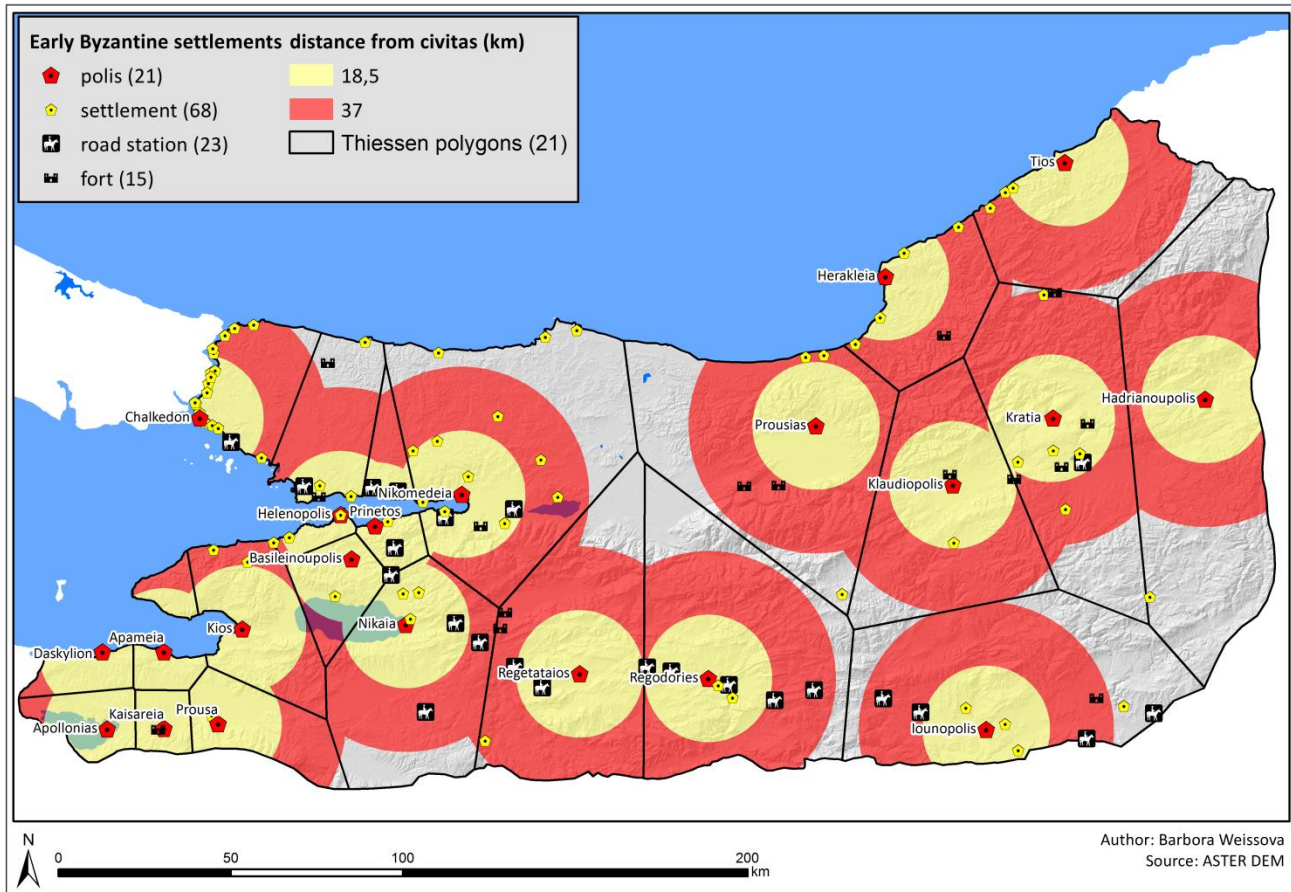 Early Byzantine settlements distance from civitas (km)
polis (21) 18,5
settlement (68) 37
road station (23) Thiessen polygons (21)
fort (15)
Tios
Herakleia
Chalkedon
Hadrianoupolis
Kratia
Prousias
Klaudiopolis
Nikomedeia
Helenopolis
Prinetos
Basileinoupolis
Nikaia
Kios
Apameia
Daskylion
Regetataios
Regodories
Prousa
Kaisareia
Apollonias
Iounopolis
N
0 50 100 200
km
Author: Barbora Weissova
Source: ASTER DEM